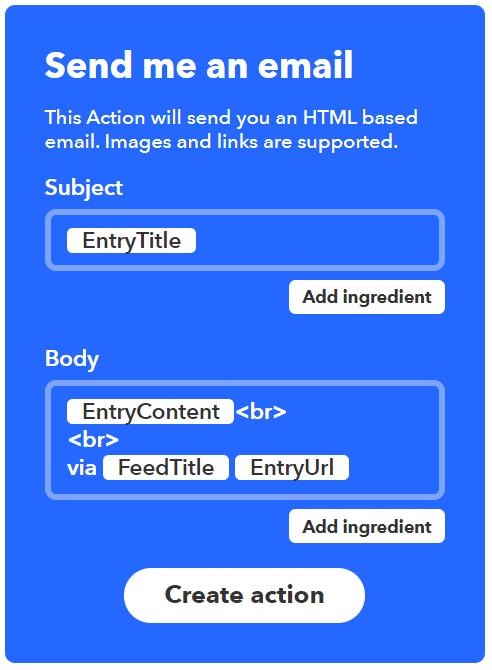 Send me an email
This Action will send you an HTML based
email. Images and links are supported.
Subject
EntryTitle
Add ingredient
Body
EntryContent <br>
<br>
via FeedTitle EntryUrl
Add ingredient
Create action